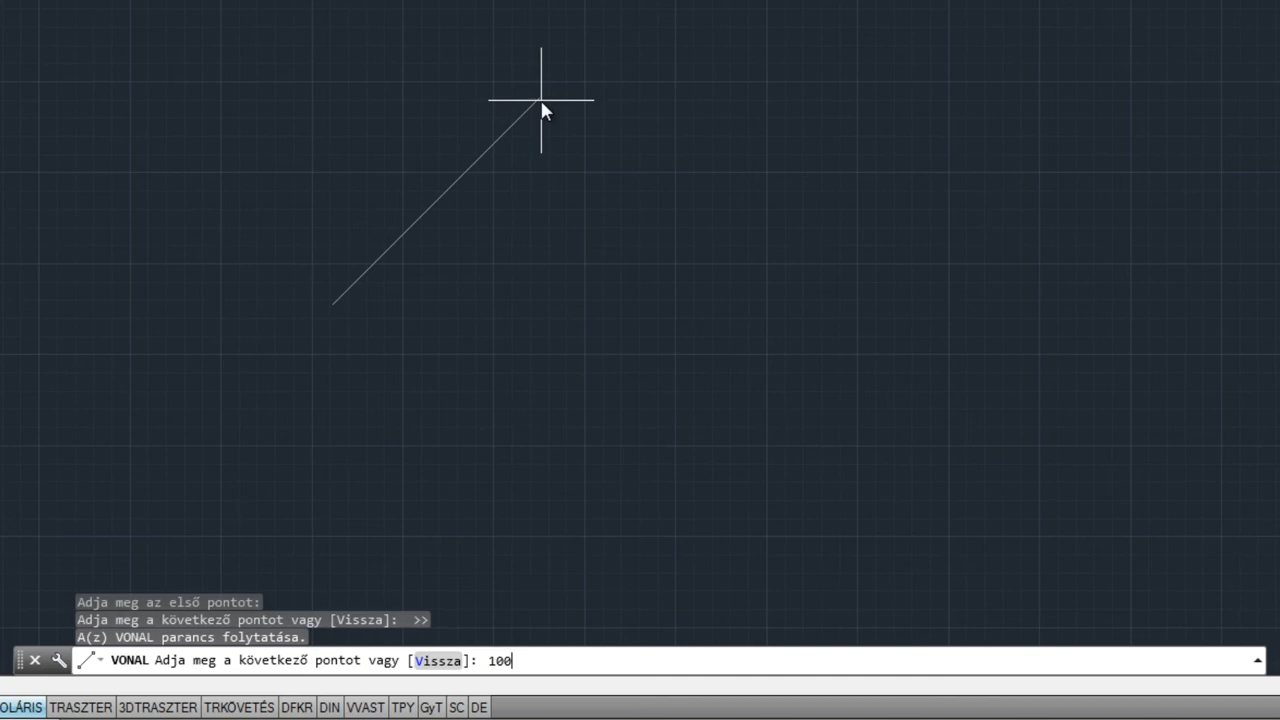 Adja meg az első pontot:
Adja meg a következő pontot vagy [Vissza]: >>
A(z) VONAL parancs folytatása.
VONAL Adja meg a következő pontot vagy [Vissza]: 100
OLÁRIS TRASZTER 3DTRASZTER TRKÖVETÉS DFKR DIN VVAST TPY GyT SC DE